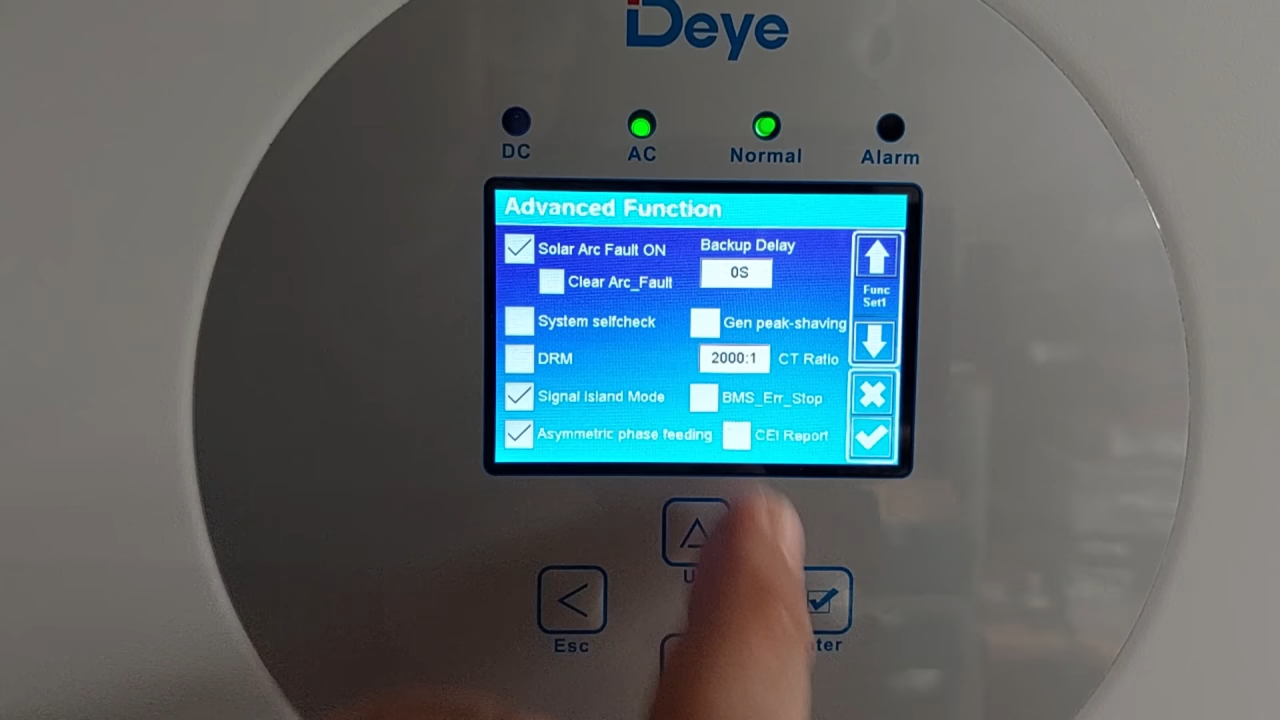 Deye
DC AC Normal Alarm
Advanced Function
Solar Arc Fault ON
Backup Delay
0S
Clear Arc_Fault
Func
Set1
System selfcheck
Gen peak-shaving
DRM
2000:1 CT Ratio
Signal Island Mode
BMS_Err_Stop
Asymmetric phase feeding
CEI Report
Esc